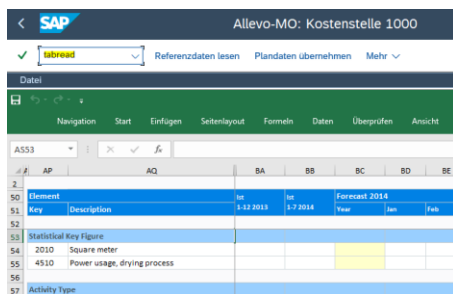 SAP Allevo-MO: Kostenstelle 1000
tabread Referenzdaten lesen Plandaten übernehmen Mehr
Datei
Navigation Start Einfügen Seitenlayout Formeln Daten Überprüfen Ansicht
AS53 fx
AP AQ BA BB BC BD BE
2
50 Element Ist Ist Forecast 2014
51 Key Description 1-12 2013 1-7 2014 Year Jan Feb
52
53 Statistical Key Figure
54 2010 Square meter
55 4510 Power usage, drying process
56
57 Activity Type